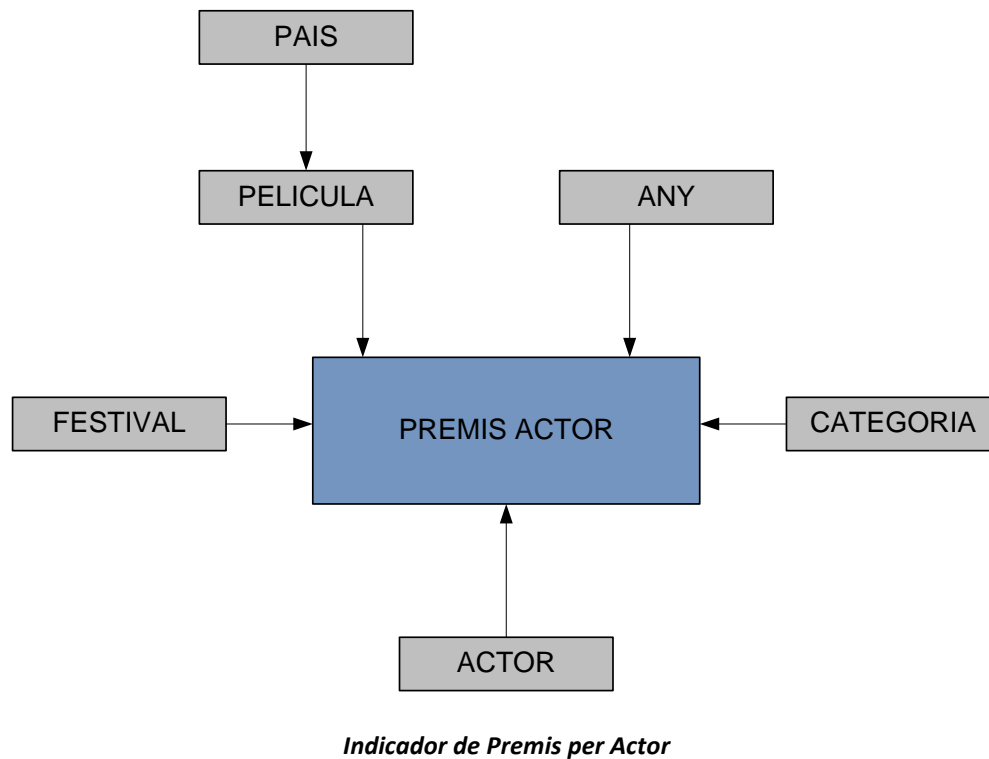 PAIS
PELICULA
ANY
FESTIVAL
PREMIS ACTOR
CATEGORIA
ACTOR
Indicador de Premis per Actor